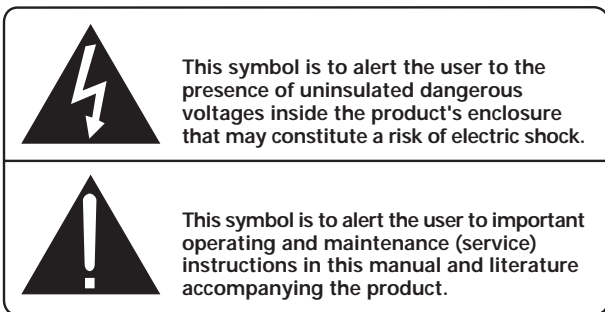 This symbol is to alert the user to the
presence of uninsulated dangerous
voltages inside the product's enclosure
that may constitute a risk of electric shock.
This symbol is to alert the user to important
operating and maintenance (service)
instructions in this manual and literature
accompanying the product.